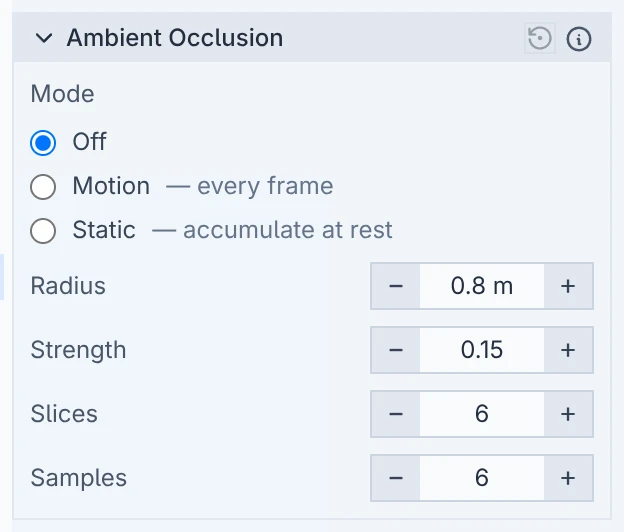 Ambient Occlusion
Mode
Off
Motion — every frame
Static — accumulate at rest
Radius − 0.8 m +
Strength − 0.15 +
Slices − 6 +
Samples − 6 +